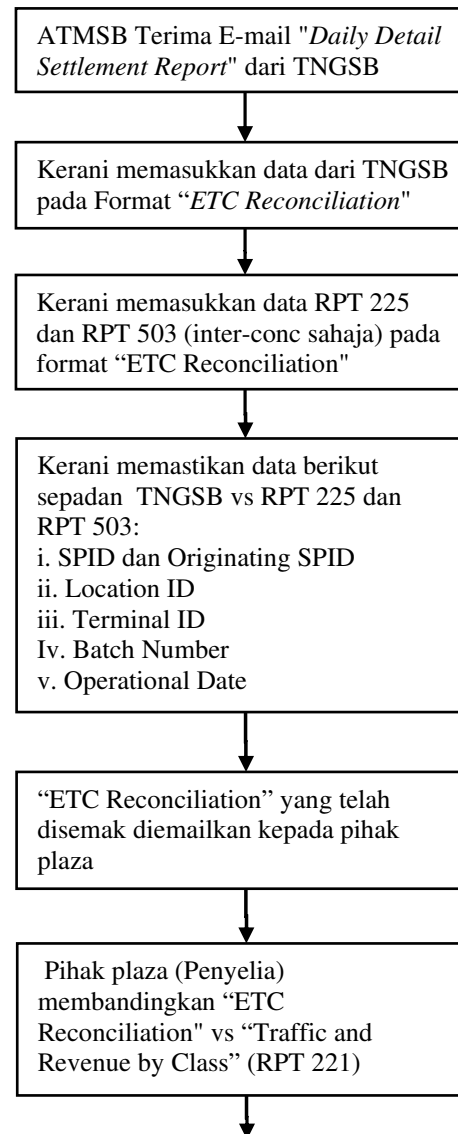 ATMSB Terima E-mail "Daily Detail
Settlement Report" dari TNGSB
Kerani memasukkan data dari TNGSB
pada Format “ETC Reconciliation"
Kerani memasukkan data RPT 225
dan RPT 503 (inter-conc sahaja) pada
format “ETC Reconciliation"
Kerani memastikan data berikut
sepadan TNGSB vs RPT 225 dan
RPT 503:
i. SPID dan Originating SPID
ii. Location ID
iii. Terminal ID
Iv. Batch Number
v. Operational Date
“ETC Reconciliation” yang telah
disemak diemailkan kepada pihak
plaza
Pihak plaza (Penyelia)
membandingkan “ETC
Reconciliation" vs “Traffic and
Revenue by Class” (RPT 221)